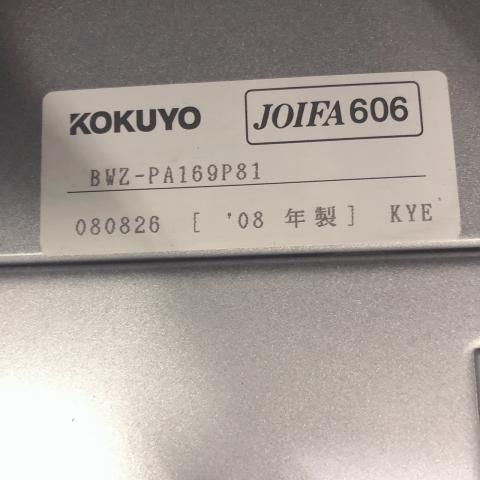 KOKUYO JOIFA606
BWZ-PA169P81
080826 [ '08 年製] KYE